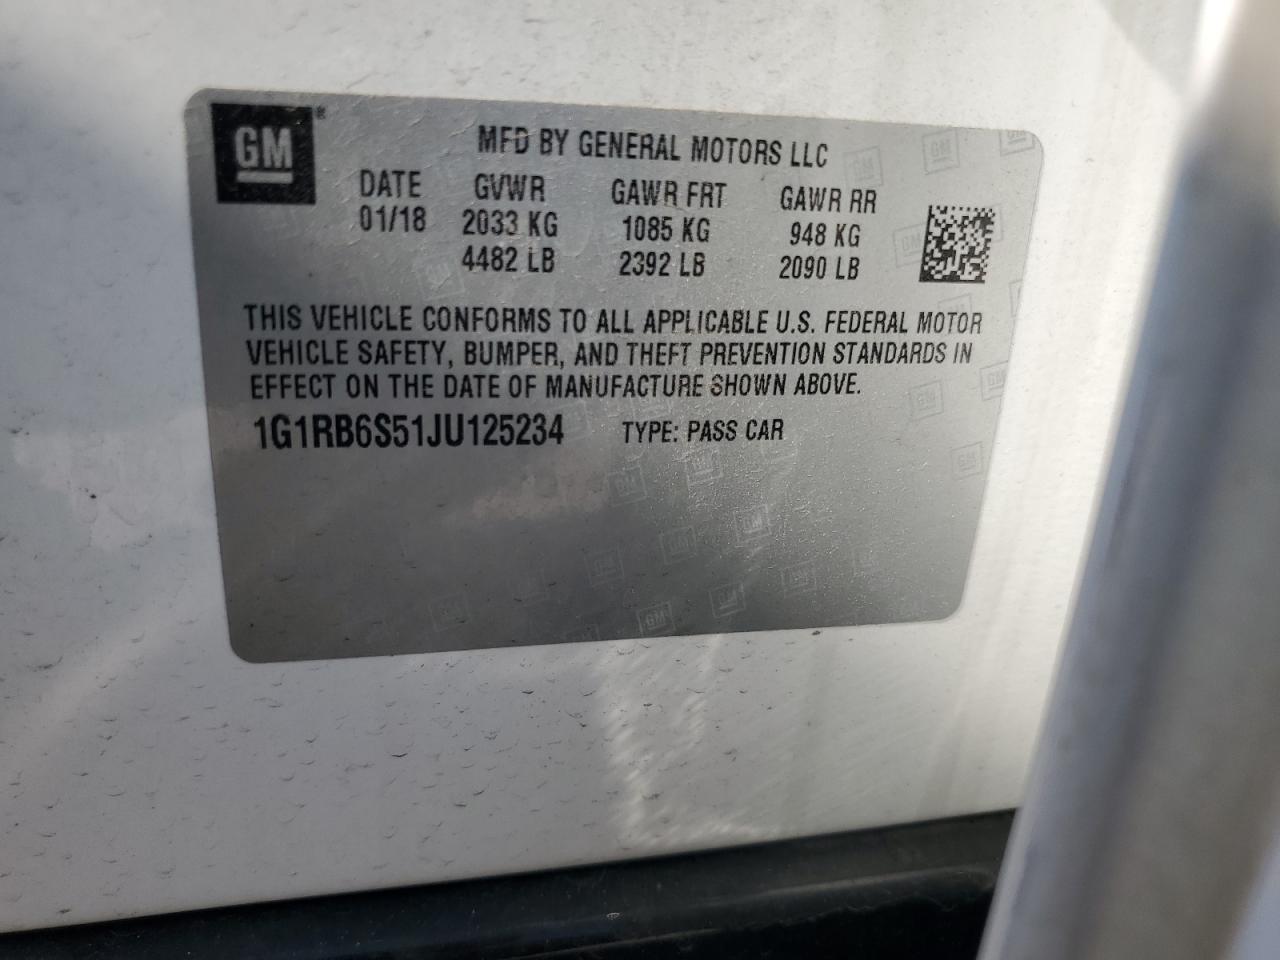 GM®
MFD BY GENERAL MOTORS LLC
DATE GVWR GAWR FRT GAWR RR
01/18 2033 KG 1085 KG 948 KG
4482 LB 2392 LB 2090 LB
THIS VEHICLE CONFORMS TO ALL APPLICABLE U.S. FEDERAL MOTOR
VEHICLE SAFETY, BUMPER, AND THEFT PREVENTION STANDARDS IN
EFFECT ON THE DATE OF MANUFACTURE SHOWN ABOVE.
1G1RB6S51JU125234 TYPE: PASS CAR